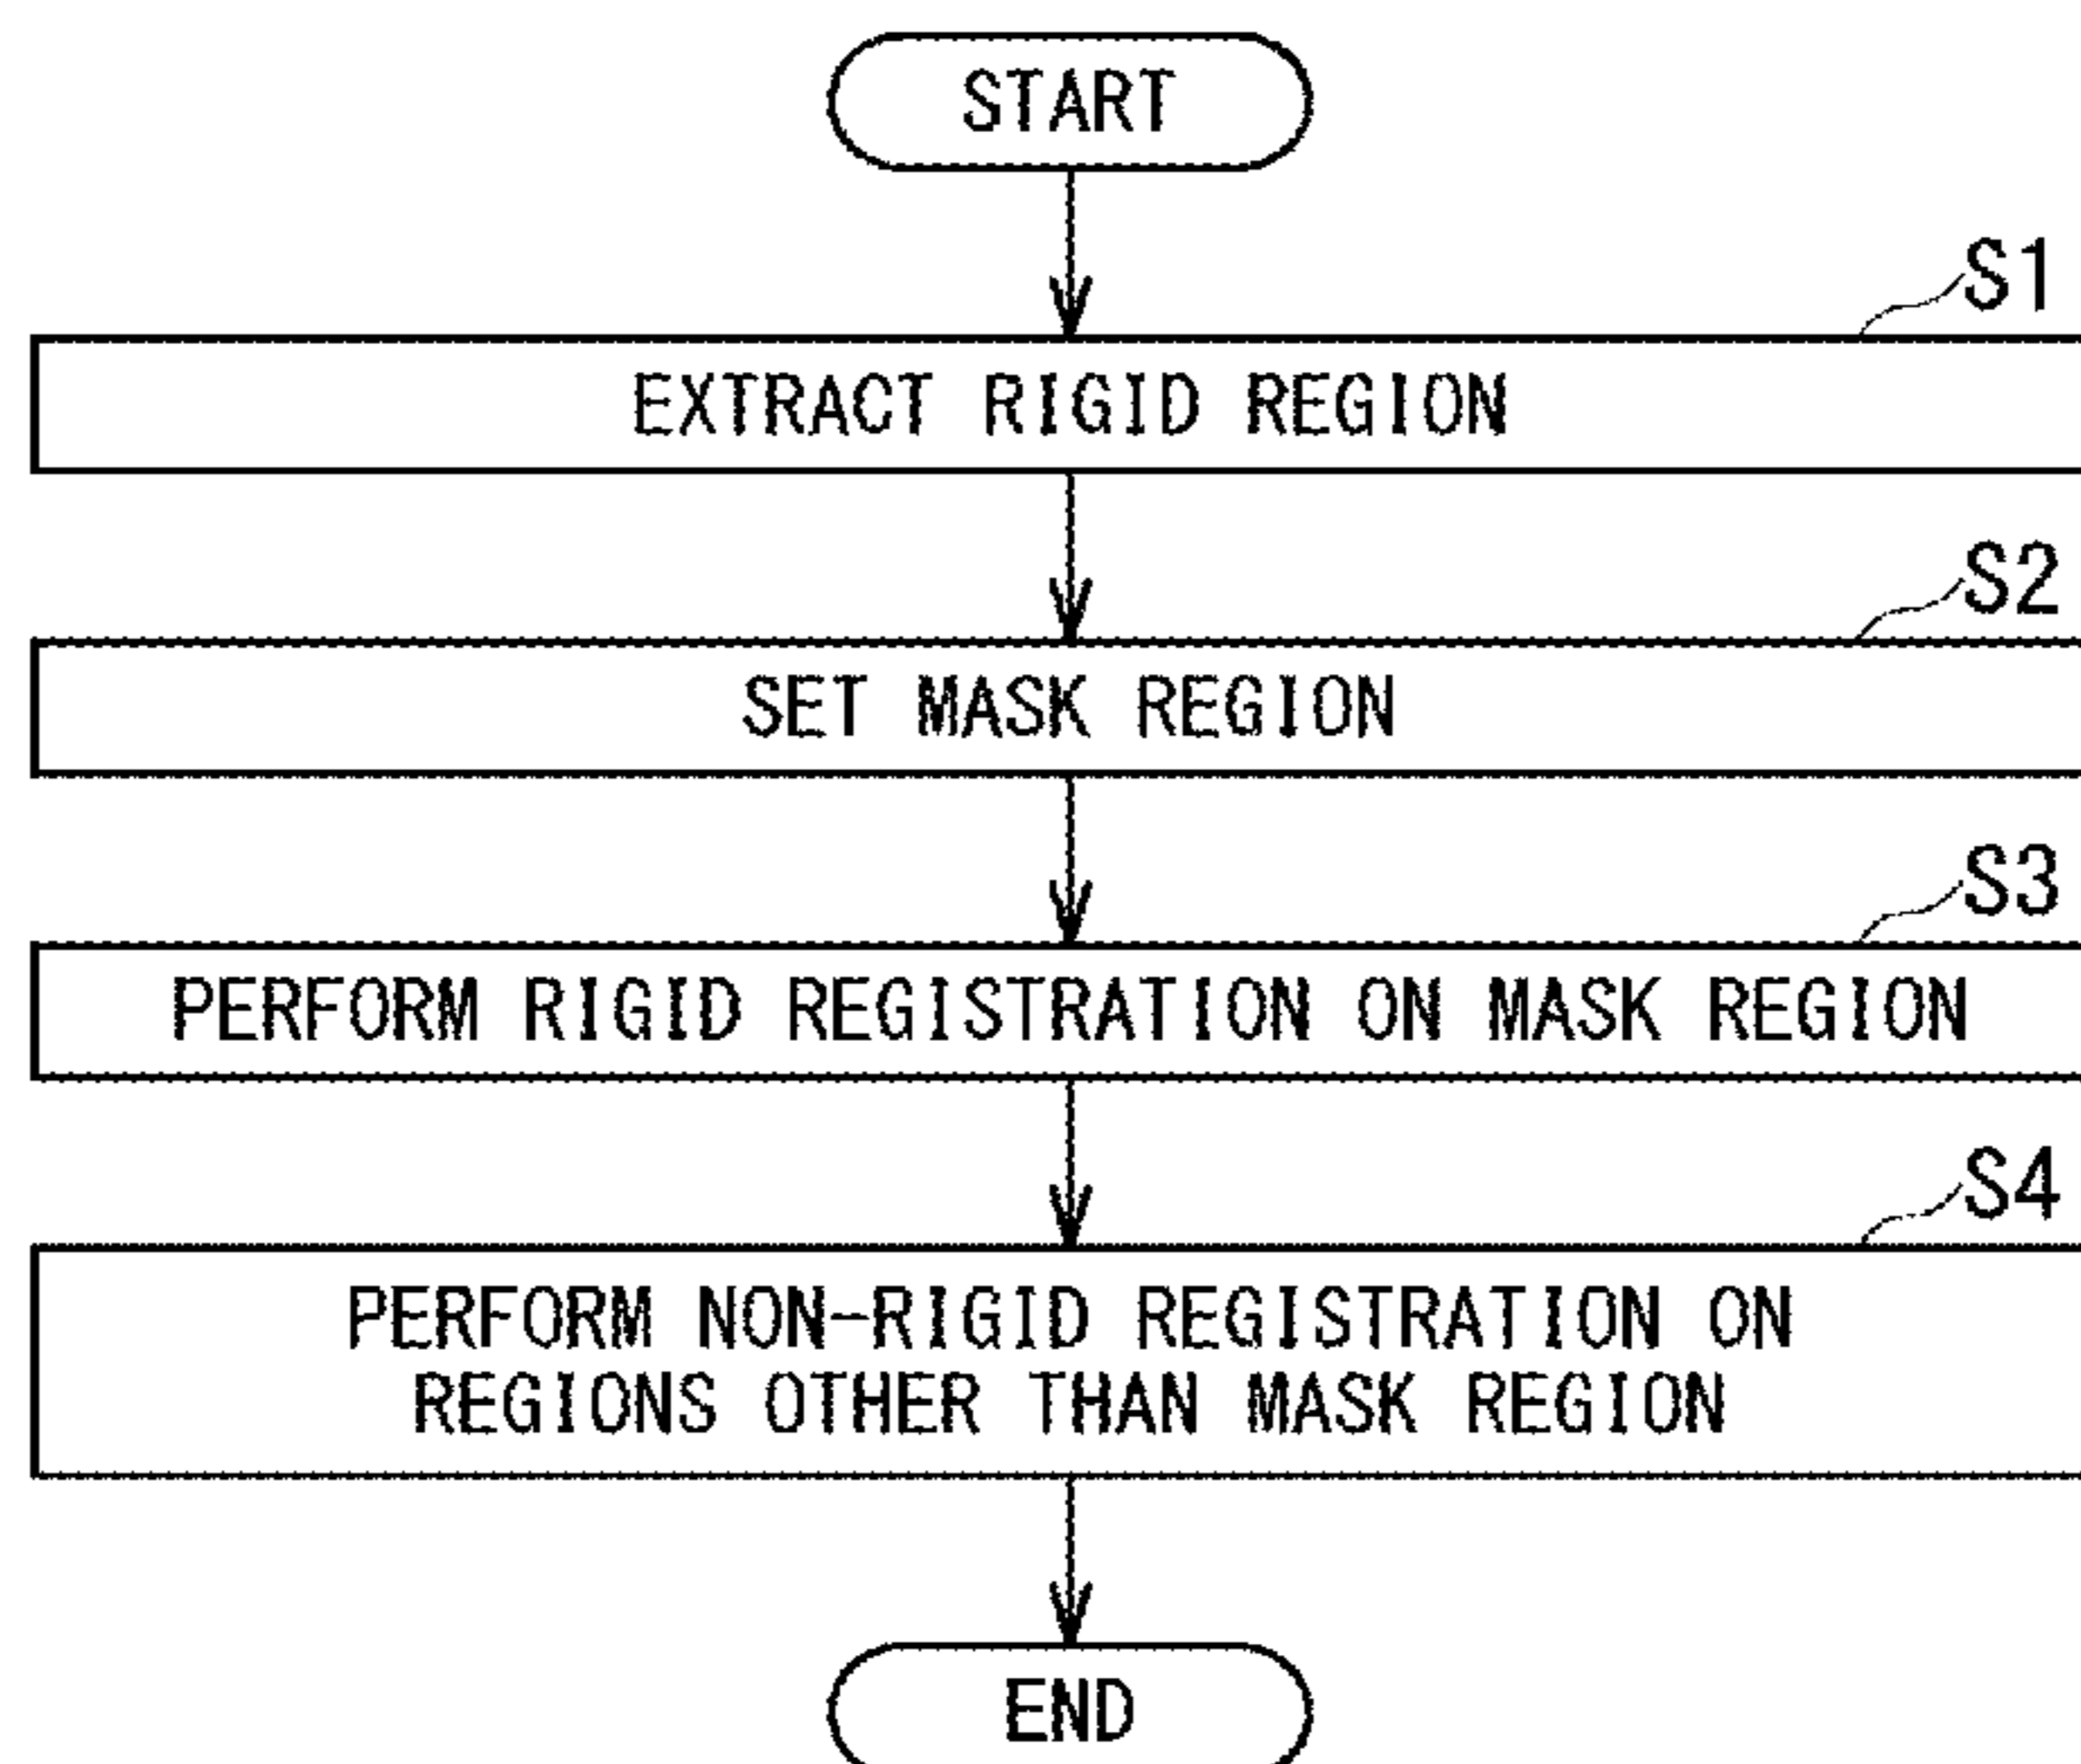 START
S1
EXTRACT RIGID REGION
S2
SET MASK REGION
S3
PERFORM RIGID REGISTRATION ON MASK REGION
S4
PERFORM NON-RIGID REGISTRATION ON
REGIONS OTHER THAN MASK REGION
END